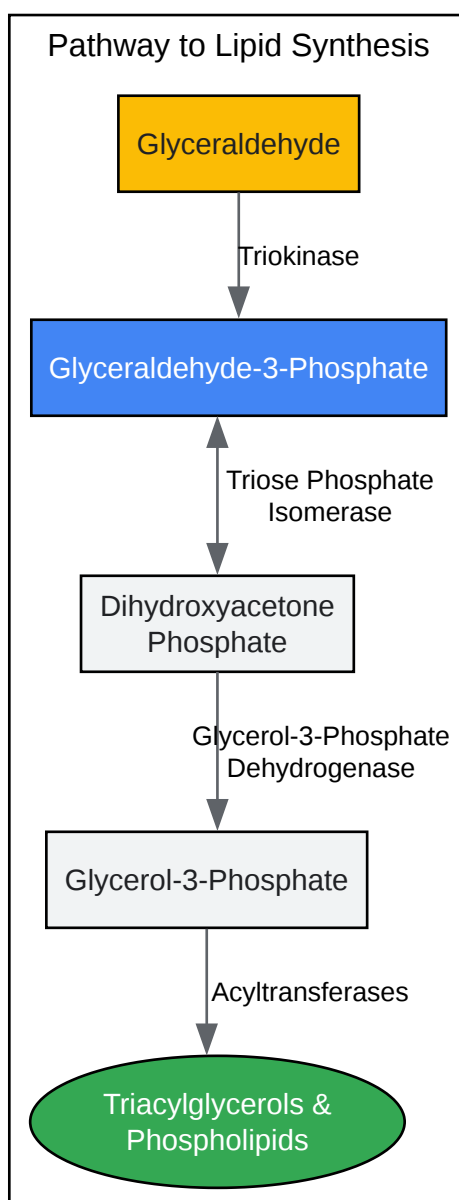 Pathway to Lipid Synthesis
Glyceraldehyde
Triokinase
Glyceraldehyde-3-Phosphate
Triose Phosphate
Isomerase
Dihydroxyacetone
Phosphate
Glycerol-3-Phosphate
Dehydrogenase
Glycerol-3-Phosphate
Acyltransferases
Triacylglycerols &
Phospholipids